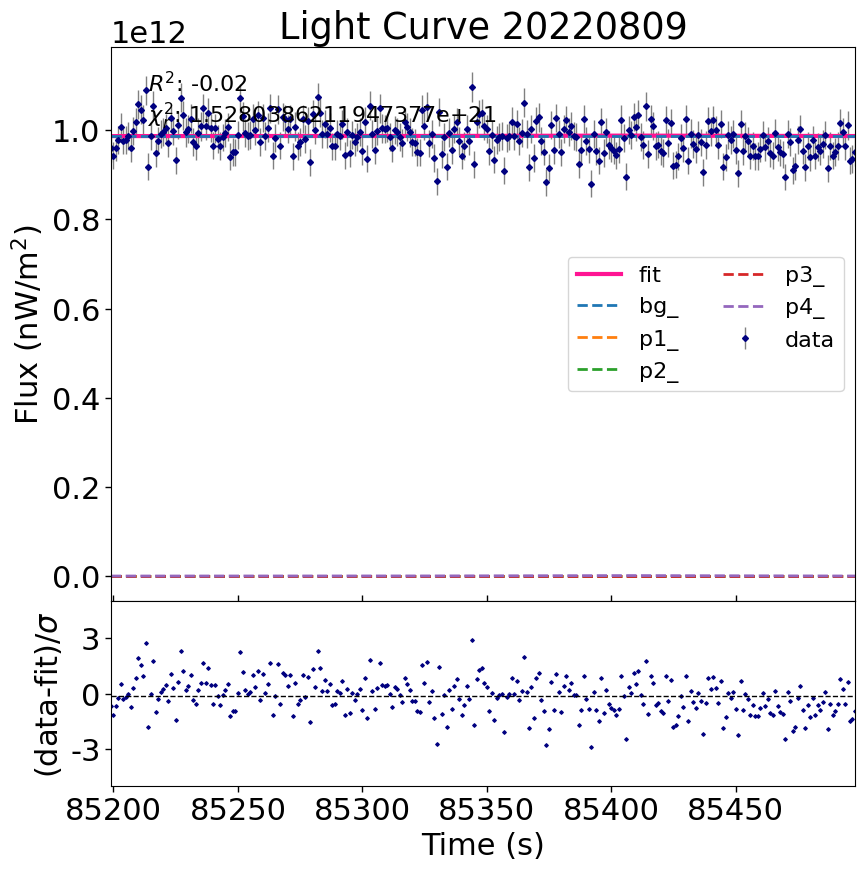 Light Curve 20220809
1e12
R²: -0.02
χ²: 1.5280386211947377e+21
1.0
0.8
0.6
0.4
0.2
0.0
Flux (nW/m²)
fit
bg_
p1_
p2_
p3_
p4_
data
3
0
-3
(data-fit)/σ
85200 85250 85300 85350 85400 85450
Time (s)